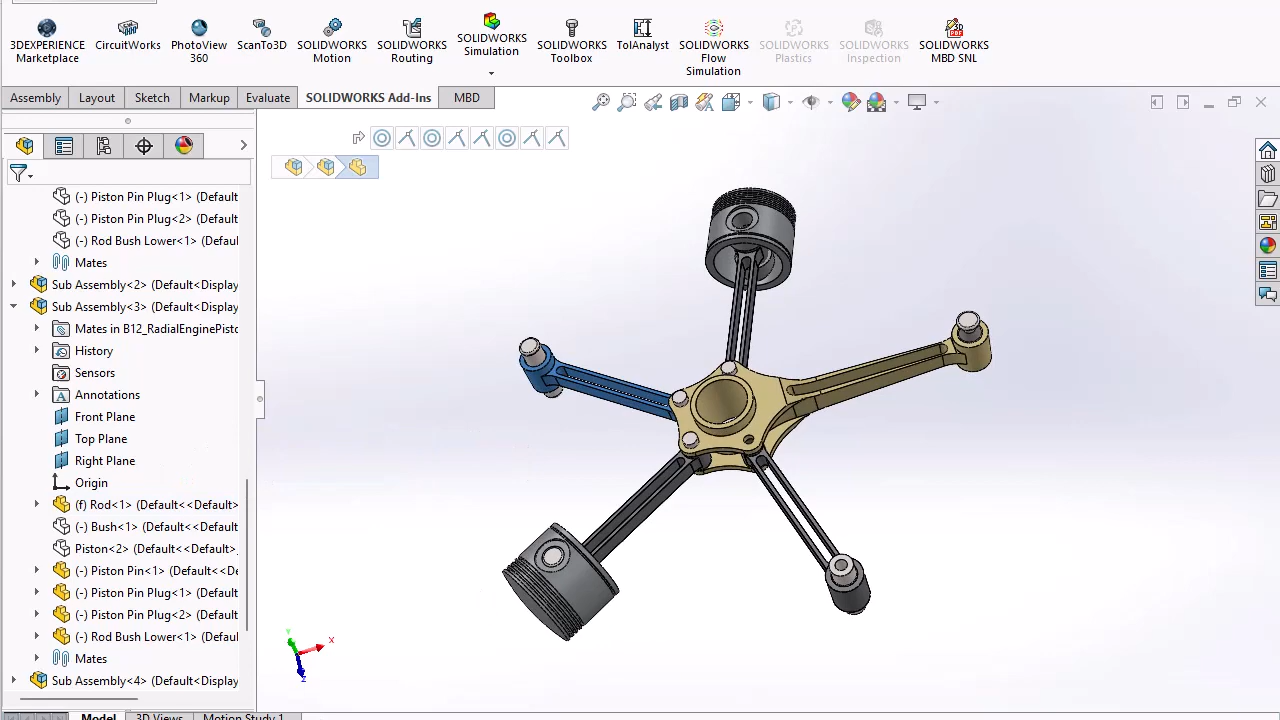 3DEXPERIENCE Marketplace
CircuitWorks
PhotoView 360
ScanTo3D
SOLIDWORKS Motion
SOLIDWORKS Routing
SOLIDWORKS Simulation
SOLIDWORKS Toolbox
TolAnalyst
SOLIDWORKS Flow Simulation
SOLIDWORKS Plastics
SOLIDWORKS Inspection
SOLIDWORKS MBD SNL
Assembly
Layout
Sketch
Markup
Evaluate
SOLIDWORKS Add-Ins
MBD
(-) Piston Pin Plug<1> (Default
(-) Piston Pin Plug<2> (Default
(-) Rod Bush Lower<1> (Defaul
Mates
Sub Assembly<2> (Default<Display
Sub Assembly<3> (Default<Display
Mates in B12_RadialEnginePisto
History
Sensors
Annotations
Front Plane
Top Plane
Right Plane
Origin
(f) Rod<1> (Default<<Default>
(-) Bush<1> (Default<<Default
Piston<2> (Default<<Default>
(-) Piston Pin<1> (Default<<De
(-) Piston Pin Plug<1> (Default
(-) Piston Pin Plug<2> (Default
(-) Rod Bush Lower<1> (Defaul
Mates
Sub Assembly<4> (Default<Display
Y
X
Z
Model
3D Views
Motion Study 1